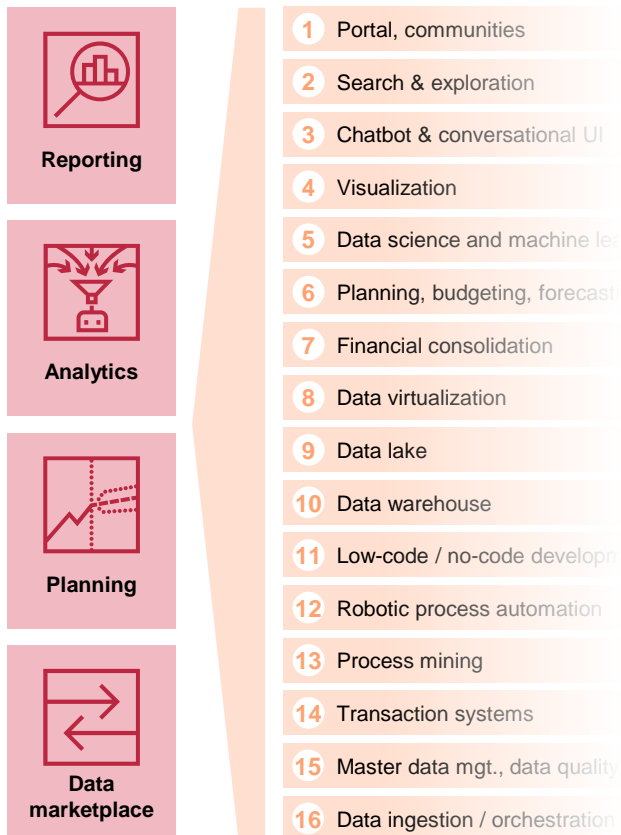 Reporting
Analytics
Planning
Data
marketplace
1 Portal, communities
2 Search & exploration
3 Chatbot & conversational UI
4 Visualization
5 Data science and machine
6 Planning, budgeting,
7 Financial consolidation
8 Data virtualization
9 Data lake
10 Data warehouse
11 Low-code / no-code
12 Robotic process automation
13 Process mining
14 Transaction systems
15 Master data mgt., data quality
16 Data ingestion / orchestration